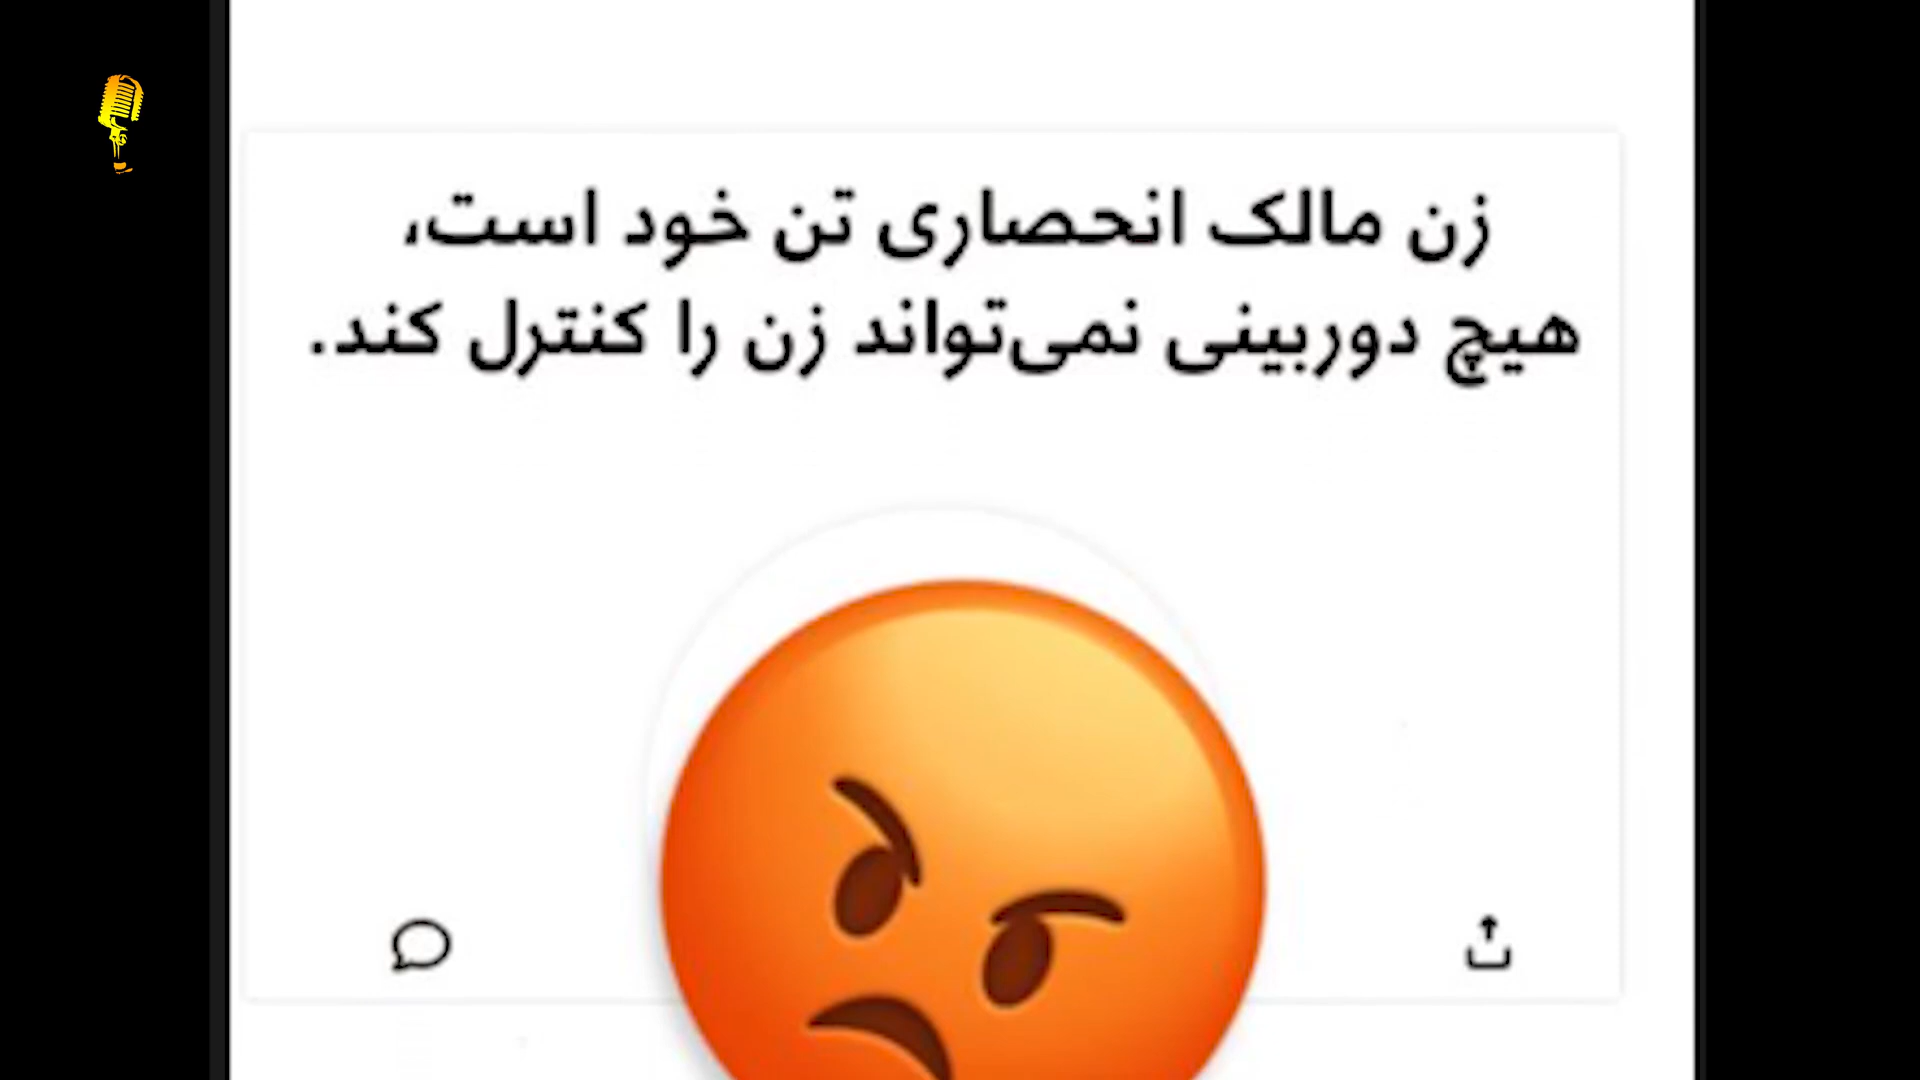 زن مالک انحصاری تن خود است،
هیچ دوربینی نمی‌تواند زن را کنترل کند.